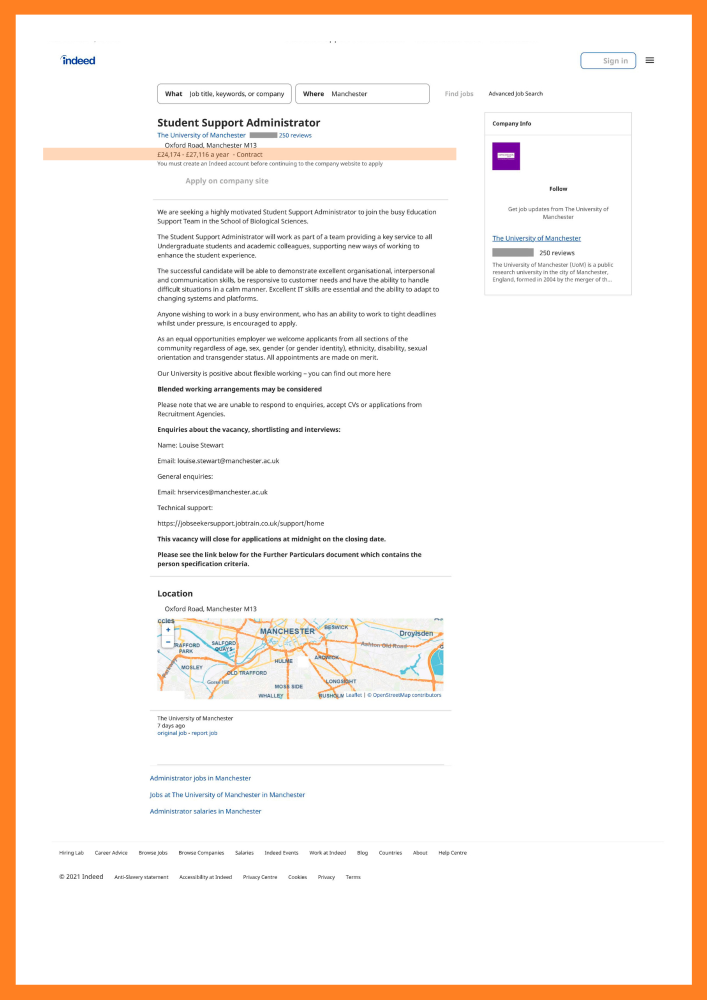 indeed
Sign in
What Job title, keywords, or company
Where Manchester
Find jobs
Advanced Job Search
Student Support Administrator
The University of Manchester 250 reviews
Oxford Road, Manchester M13
£24,174 - £27,116 a year - Contract
You must create an Indeed account before continuing to the company website to apply
Apply on company site
We are seeking a highly motivated Student Support Administrator to join the busy Education
Support Team in the School of Biological Sciences.
The Student Support Administrator will work as part of a team providing a key service to all
Undergraduate students and academic colleagues, supporting new ways of working to
enhance the student experience.
The successful candidate will be able to demonstrate excellent organisational, interpersonal
and communication skills, be responsive to customer needs and have the ability to handle
difficult situations in a calm manner. Excellent IT skills are essential and the ability to adapt to
changing systems and platforms.
Anyone wishing to work in a busy environment, who has an ability to work to tight deadlines
whilst under pressure, is encouraged to apply.
As an equal opportunities employer we welcome applicants from all sections of the
community regardless of age, sex, gender (or gender identity), ethnicity, disability, sexual
orientation and transgender status. All appointments are made on merit.
Our University is positive about flexible working – you can find out more here
Blended working arrangements may be considered
Please note that we are unable to respond to enquiries, accept CVs or applications from
Recruitment Agencies.
Enquiries about the vacancy, shortlisting and interviews:
Name: Louise Stewart
Email: louise.stewart@manchester.ac.uk
General enquiries:
Email: hrservices@manchester.ac.uk
Technical support:
https://jobseekersupport.jobtrain.co.uk/support/home
This vacancy will close for applications at midnight on the closing date.
Please see the link below for the Further Particulars document which contains the
person specification criteria.
Company Info
MANCHESTER
Follow
Get job updates from The University of
Manchester
The University of Manchester
250 reviews
The University of Manchester (UoM) is a public
research university in the city of Manchester,
England, formed in 2004 by the merger of th...
Location
Oxford Road, Manchester M13
ccles
+
−
MANCHESTER
BESWICK
Droylsden
As
TRAFFORD
PARK
SALFORD
QUAYS
Ashton Old Road
G
N
HULME
ARDWICK
Parkway
MOSLEY
OLD TRAFFORD
Gorse Hill
LONGSIGHT
MOSS SIDE
WHALLEY
RUSHOLM
Leaflet | © OpenStreetMap contributors
The University of Manchester
7 days ago
original job - report job
Administrator jobs in Manchester
Jobs at The University of Manchester in Manchester
Administrator salaries in Manchester
Hiring Lab Career Advice Browse Jobs Browse Companies Salaries Indeed Events Work at Indeed Blog Countries About Help Centre
© 2021 Indeed Anti-Slavery statement Accessibility at Indeed Privacy Centre Cookies Privacy Terms